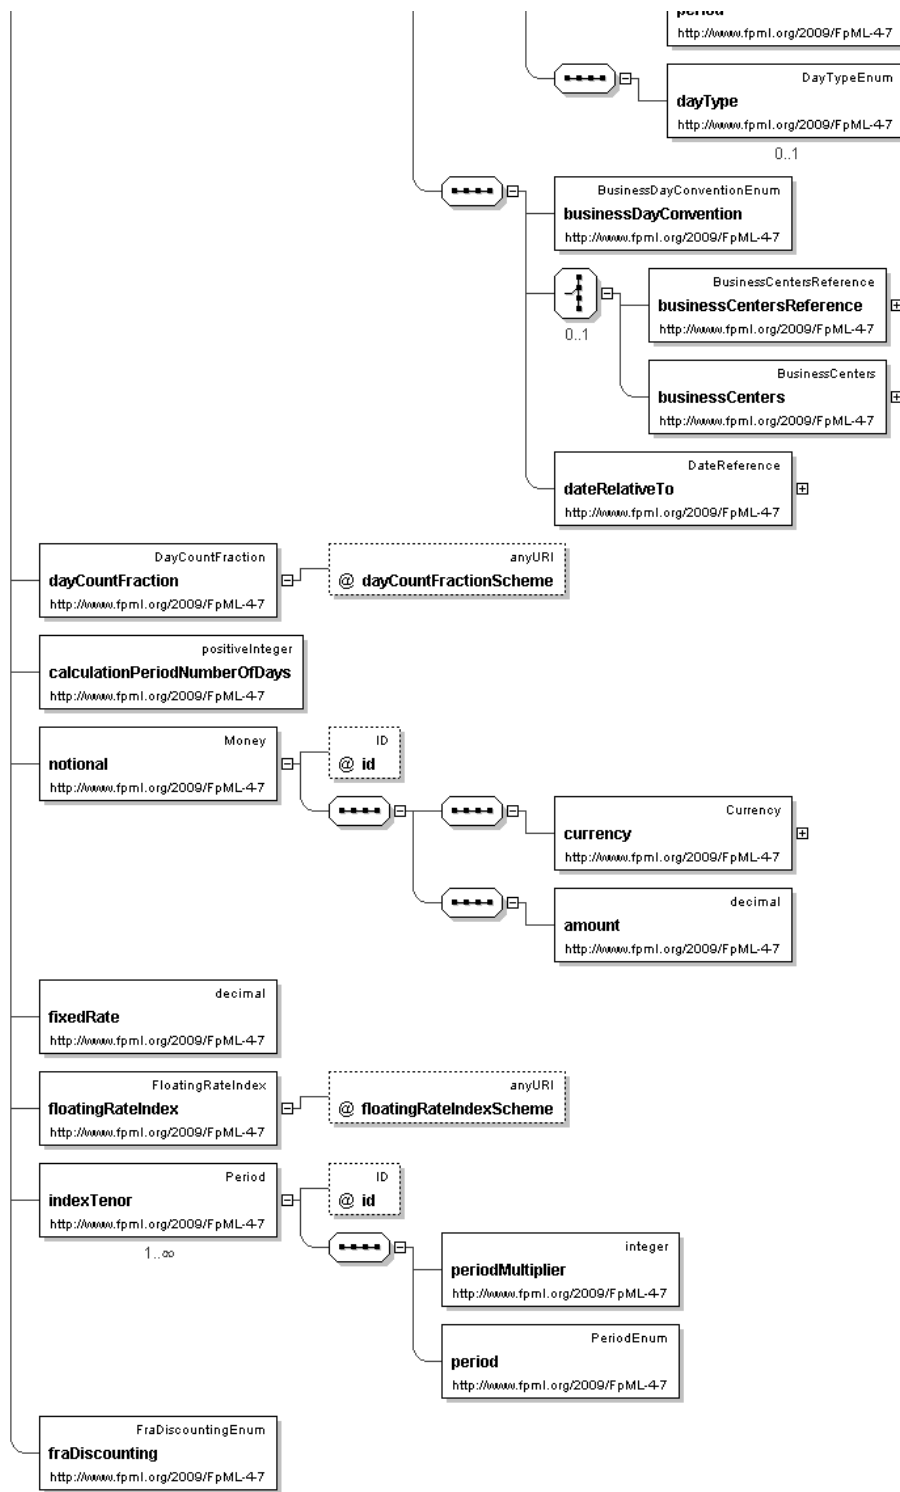 period
http://www.fpml.org/2009/FpML-4-7
DayTypeEnum
dayType
http://www.fpml.org/2009/FpML-4-7
0..1
BusinessDayConventionEnum
businessDayConvention
http://www.fpml.org/2009/FpML-4-7
BusinessCentersReference
businessCentersReference
http://www.fpml.org/2009/FpML-4-7
0..1
BusinessCenters
businessCenters
http://www.fpml.org/2009/FpML-4-7
DateReference
dateRelativeTo
http://www.fpml.org/2009/FpML-4-7
DayCountFraction
dayCountFraction
http://www.fpml.org/2009/FpML-4-7
anyURI
@ dayCountFractionScheme
positiveInteger
calculationPeriodNumberOfDays
http://www.fpml.org/2009/FpML-4-7
Money
notional
http://www.fpml.org/2009/FpML-4-7
ID
@ id
Currency
currency
http://www.fpml.org/2009/FpML-4-7
decimal
amount
http://www.fpml.org/2009/FpML-4-7
decimal
fixedRate
http://www.fpml.org/2009/FpML-4-7
FloatingRateIndex
floatingRateIndex
http://www.fpml.org/2009/FpML-4-7
anyURI
@ floatingRateIndexScheme
Period
indexTenor
http://www.fpml.org/2009/FpML-4-7
1..∞
ID
@ id
integer
periodMultiplier
http://www.fpml.org/2009/FpML-4-7
PeriodEnum
period
http://www.fpml.org/2009/FpML-4-7
FraDiscountingEnum
fraDiscounting
http://www.fpml.org/2009/FpML-4-7